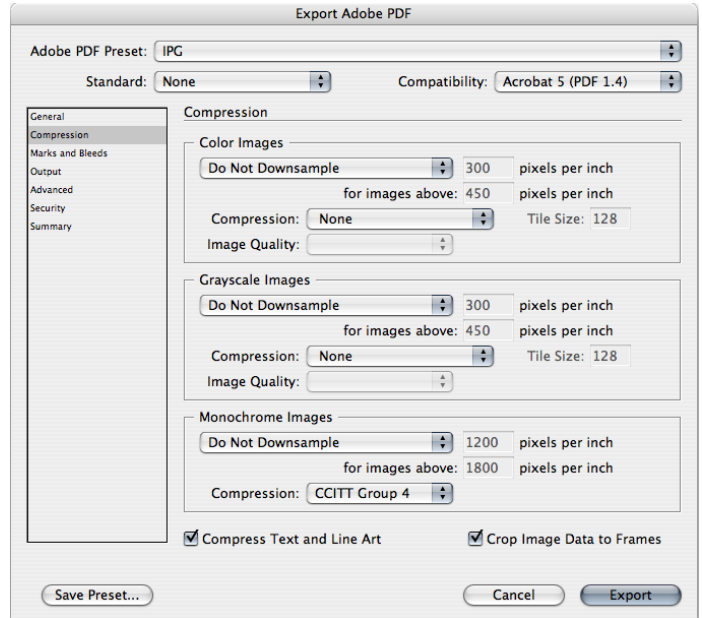 Export Adobe PDF
Adobe PDF Preset: IPG
Standard: None Compatibility: Acrobat 5 (PDF 1.4)
General
Compression
Marks and Bleeds
Output
Advanced
Security
Summary
Compression
Color Images
Do Not Downsample 300 pixels per inch
for images above: 450 pixels per inch
Compression: None Tile Size: 128
Image Quality:
Grayscale Images
Do Not Downsample 300 pixels per inch
for images above: 450 pixels per inch
Compression: None Tile Size: 128
Image Quality:
Monochrome Images
Do Not Downsample 1200 pixels per inch
for images above: 1800 pixels per inch
Compression: CCITT Group 4
Compress Text and Line Art Crop Image Data to Frames
Save Preset... Cancel Export